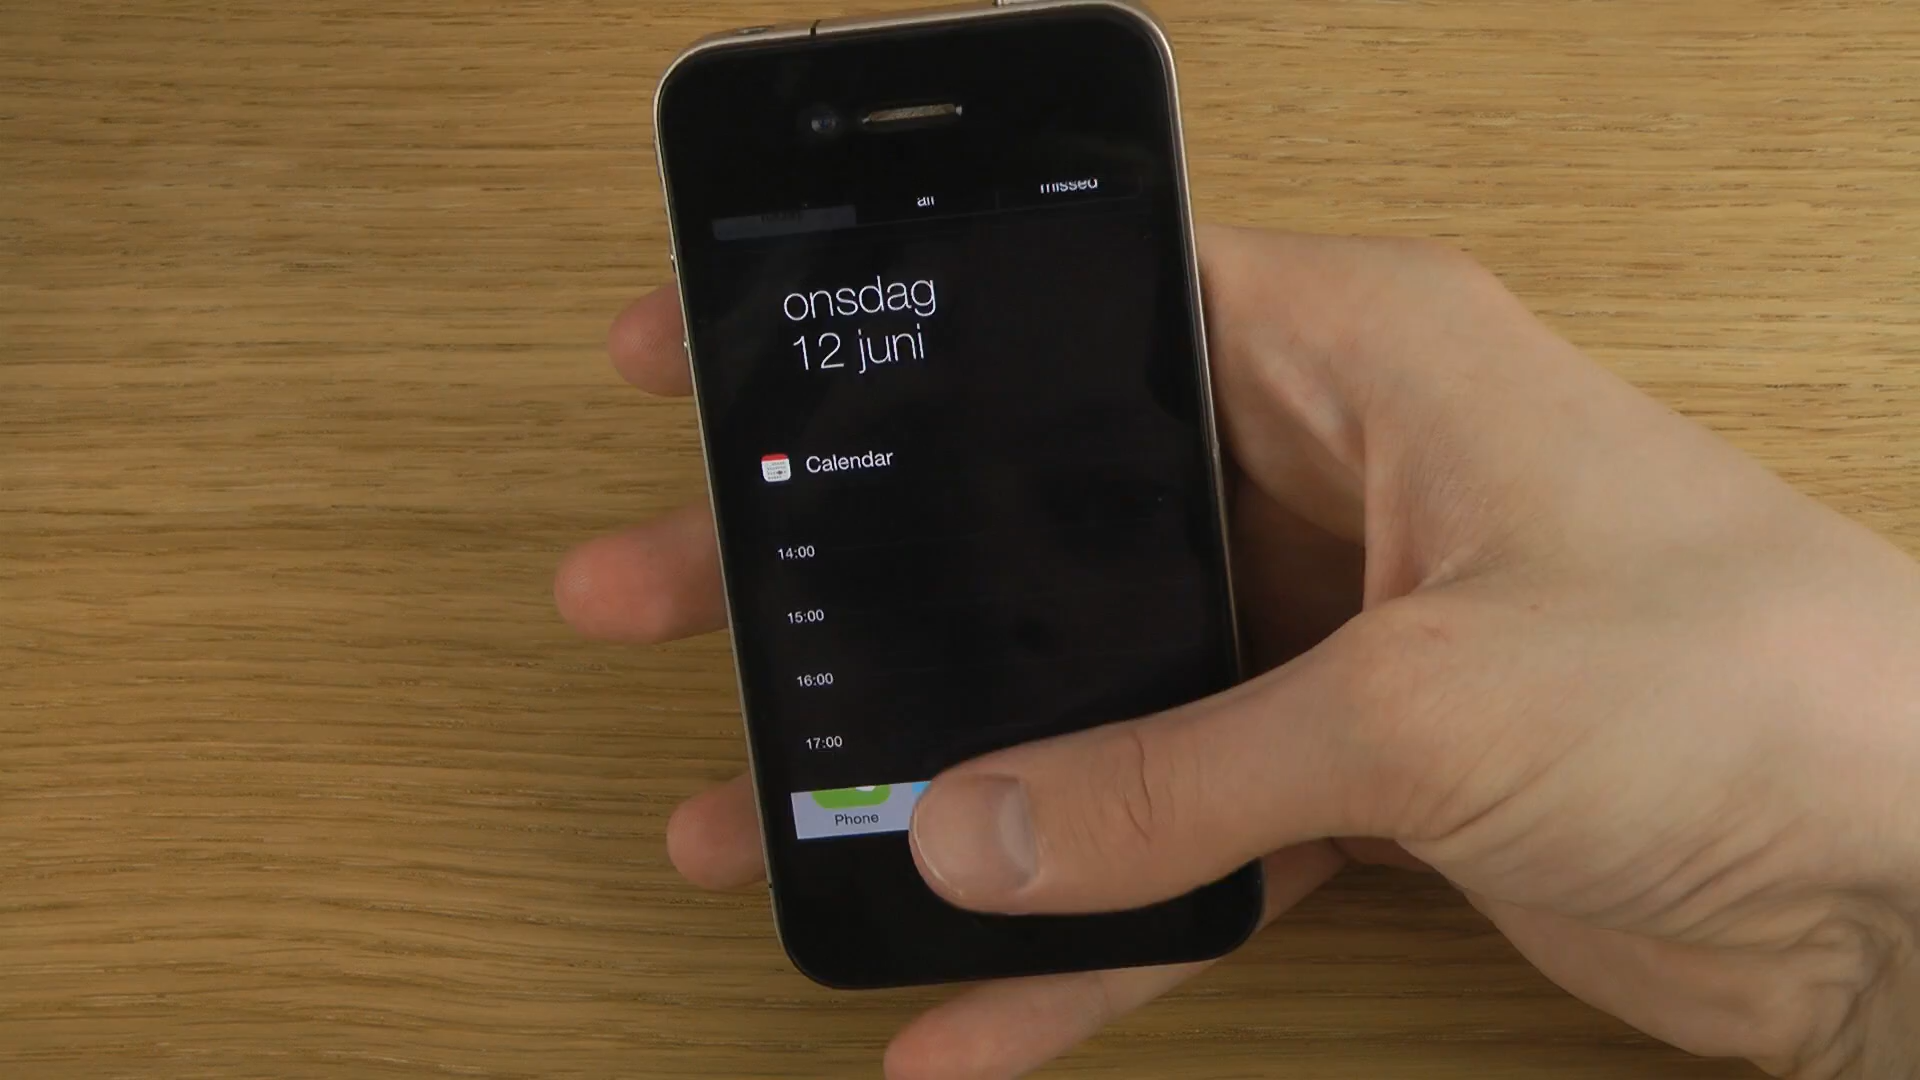 all
missed
onsdag
12 juni
Calendar
14:00
15:00
16:00
17:00
Phone